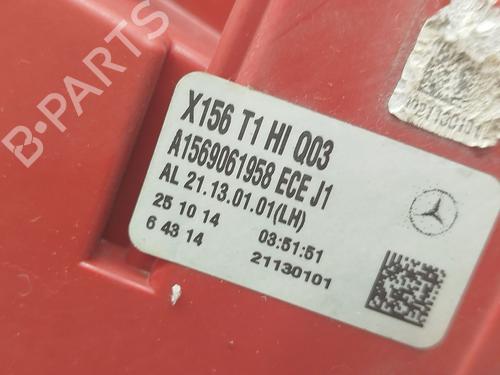 B-PARTS
X156 T1 HI Q03
A1569061958 ECE J1
AL 21.13.01.01(LH)
25 10 14 03:51:51
6 43 14 21130101